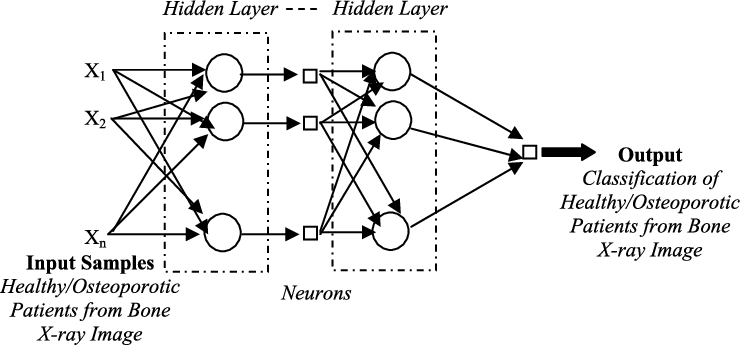 Hidden Layer --- Hidden Layer
X1
X2
Xn
Input Samples
Healthy/Osteoporotic
Patients from Bone
X-ray Image
Neurons
Output
Classification of
Healthy/Osteoporotic
Patients from Bone
X-ray Image